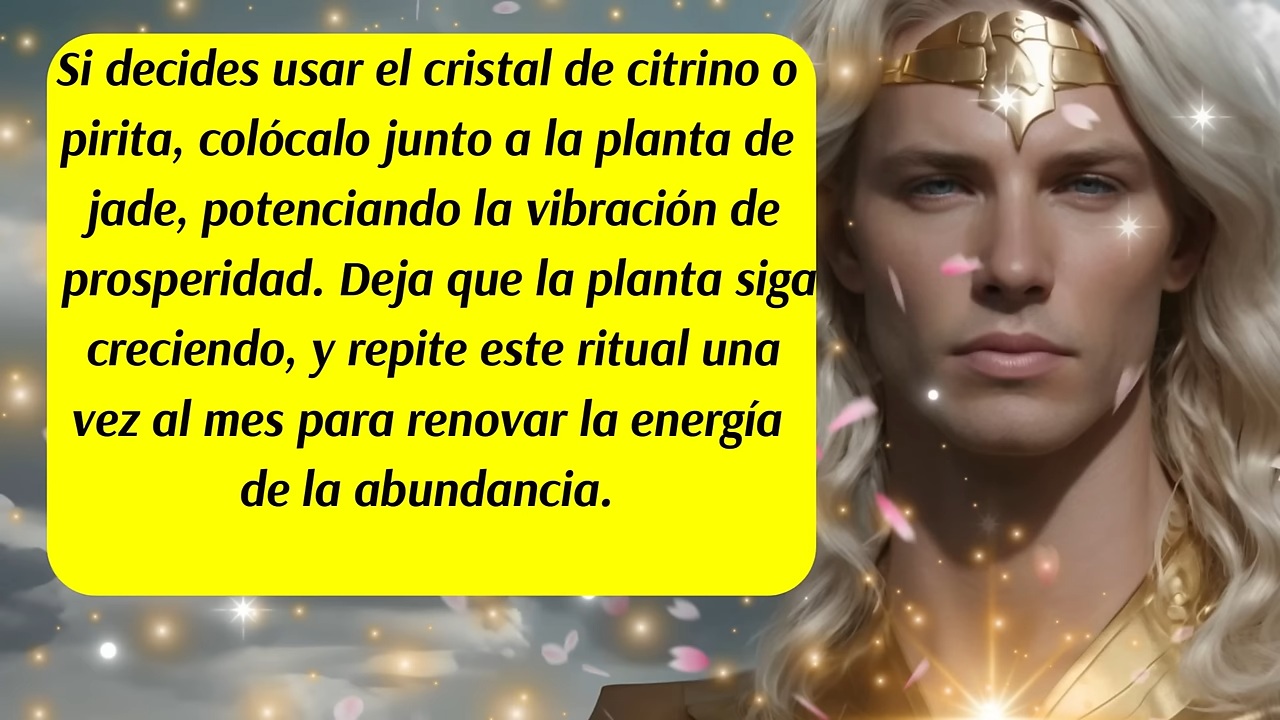 Si decides usar el cristal de citrino o
pirita, colócalo junto a la planta de
jade, potenciando la vibración de
prosperidad. Deja que la planta siga
creciendo, y repite este ritual una
vez al mes para renovar la energía
de la abundancia.